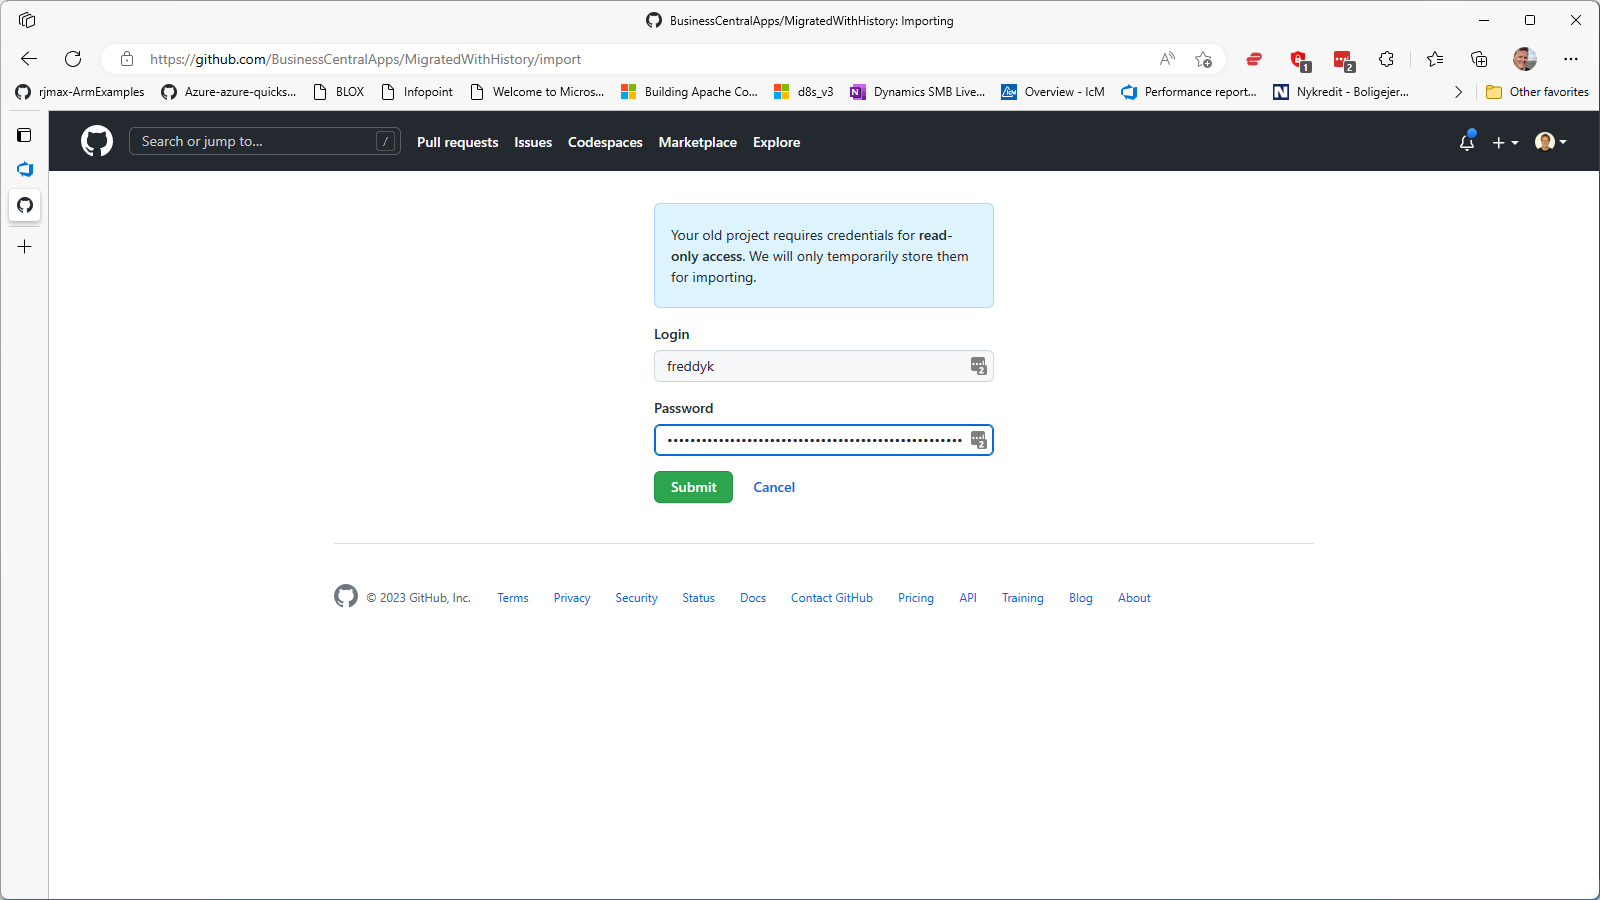 BusinessCentralApps/MigratedWithHistory: Importing
https://github.com/BusinessCentralApps/MigratedWithHistory/import
1
2
rjmax-ArmExamples
Azure-azure-quicks...
BLOX
Infopoint
Welcome to Micros...
Building Apache Co...
d8s_v3
Dynamics SMB Live...
Overview - IcM
Performance report...
Nykredit - Boligejer...
Other favorites
Search or jump to...
/
Pull requests
Issues
Codespaces
Marketplace
Explore
Your old project requires credentials for read-
only access. We will only temporarily store them
for importing.
Login
freddyk
2
Password
••••••••••••••••••••••••••••••••••••••••••••••••••••
2
Submit
Cancel
© 2023 GitHub, Inc.
Terms
Privacy
Security
Status
Docs
Contact GitHub
Pricing
API
Training
Blog
About